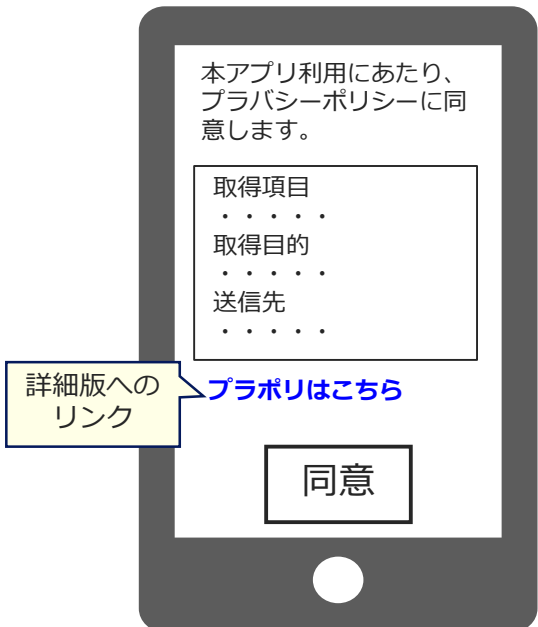 本アプリ利用にあたり、
プラバシーポリシーに同
意します。
取得項目
・・・・・
取得目的
・・・・・
送信先
・・・・・
詳細版への
リンク
プラポリはこちら
同意